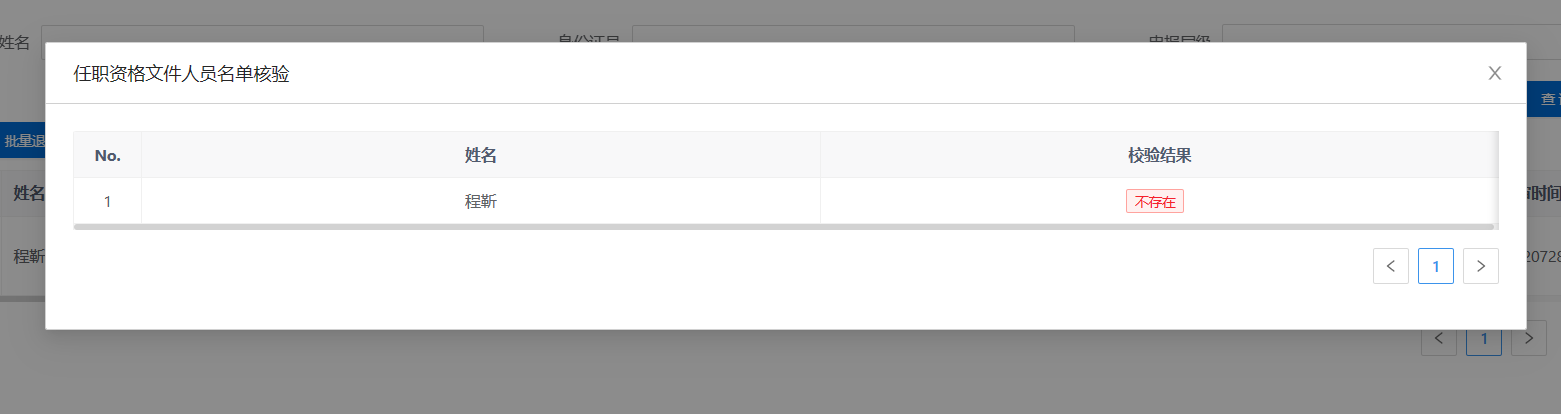 姓名
任职资格文件人员名单核验
查
批量退
No. 姓名 校验结果
1 程靳 不存在
姓名
时间
程靳
20728
1
1